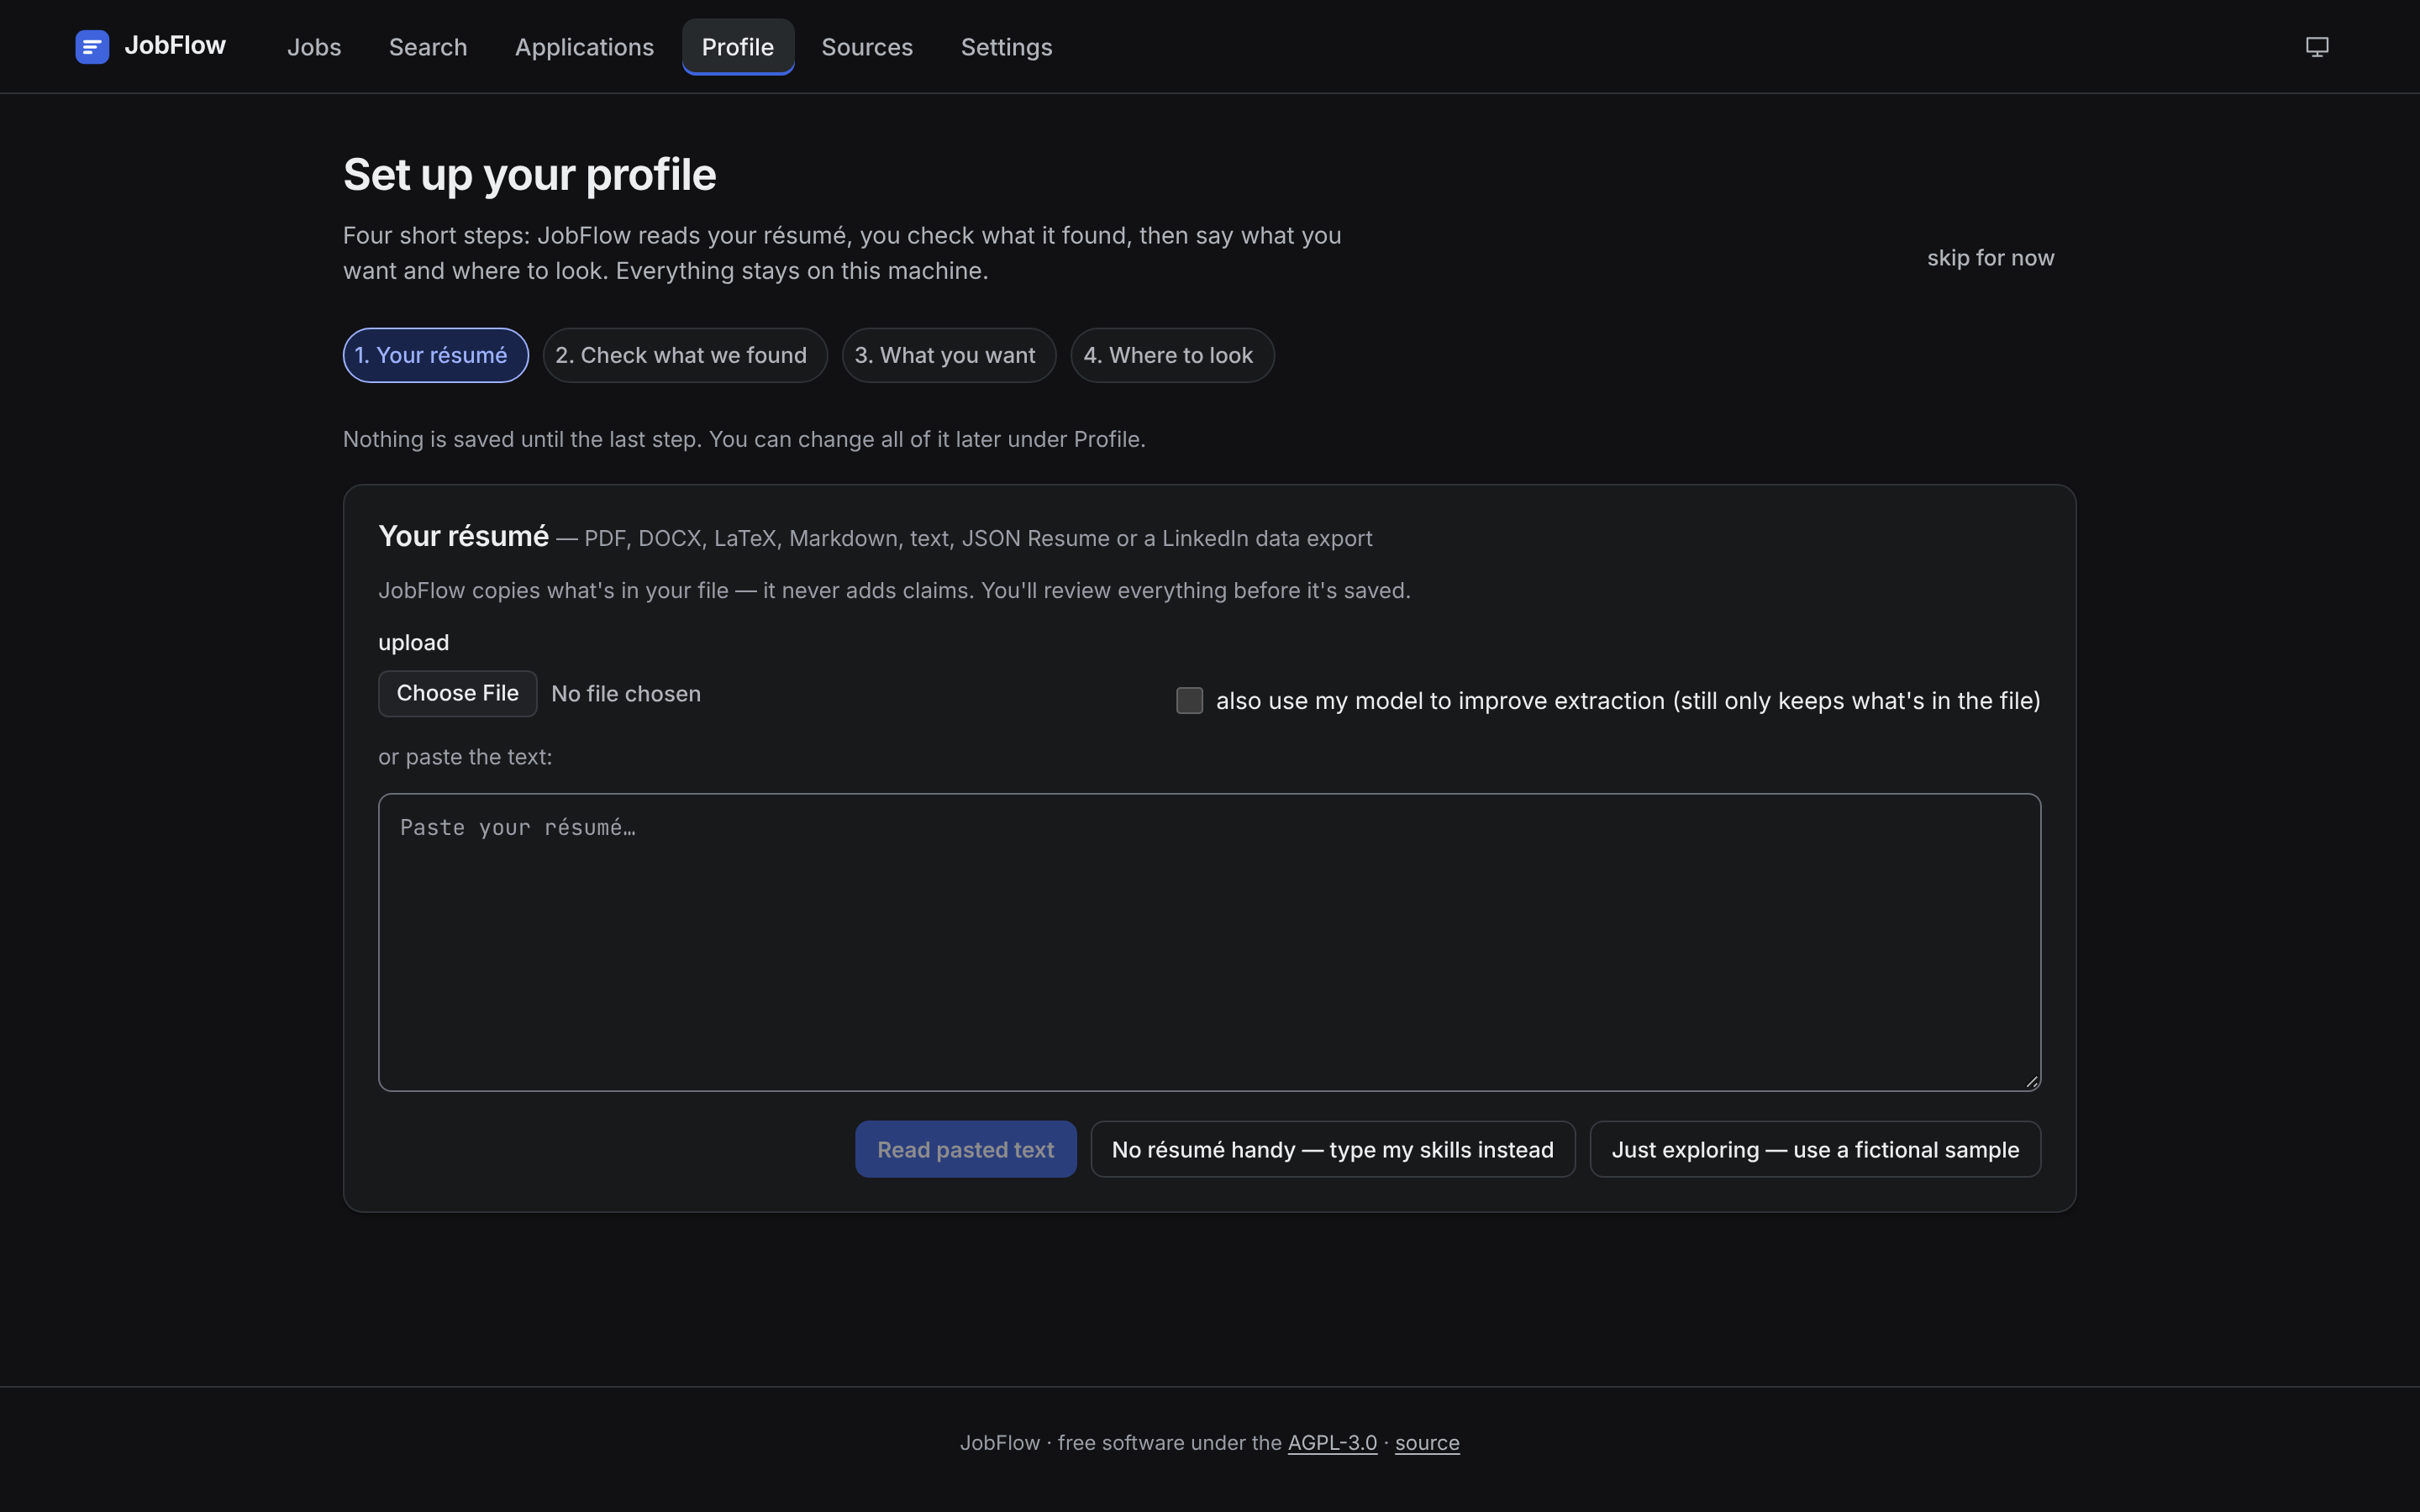 JobFlow Jobs Search Applications Profile Sources Settings
Set up your profile
Four short steps: JobFlow reads your résumé, you check what it found, then say what you
want and where to look. Everything stays on this machine.
skip for now
1. Your résumé 2. Check what we found 3. What you want 4. Where to look
Nothing is saved until the last step. You can change all of it later under Profile.
Your résumé — PDF, DOCX, LaTeX, Markdown, text, JSON Resume or a LinkedIn data export
JobFlow copies what's in your file — it never adds claims. You'll review everything before it's saved.
upload
Choose File No file chosen also use my model to improve extraction (still only keeps what's in the file)
or paste the text:
Paste your résumé…
Read pasted text No résumé handy — type my skills instead Just exploring — use a fictional sample
JobFlow · free software under the AGPL-3.0 · source